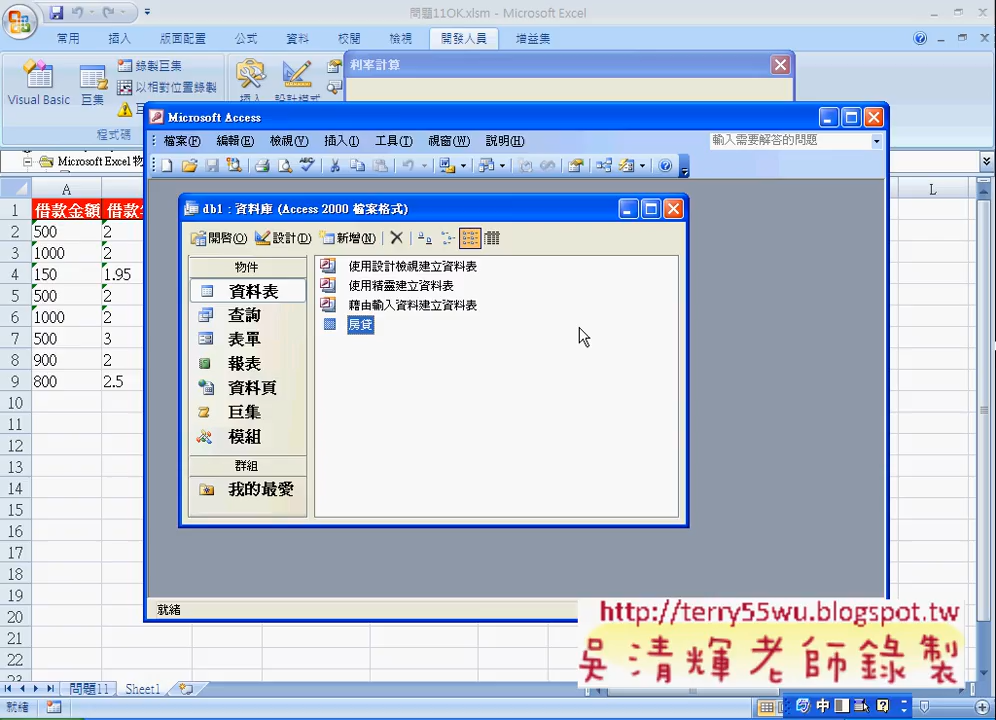 問題11OK.xlsm - Microsoft Excel
常用 插入 版面配置 公式 資料 校閱 檢視 開發人員 增益集
Visual Basic
巨集
錄製巨集
以相對位置錄製
程式碼
利率計算
Microsoft Excel
Microsoft Access
檔案(F) 編輯(E) 檢視(V) 插入(I) 工具(T) 視窗(W) 說明(H)
輸入需要解答的問題
db1 : 資料庫 (Access 2000 檔案格式)
開啟(O) 設計(D) 新增(N)
物件
資料表
查詢
表單
報表
資料頁
巨集
模組
群組
我的最愛
使用設計檢視建立資料表
使用精靈建立資料表
藉由輸入資料建立資料表
房貸
就緒
A L
1 借款金額
2 500 2
3 1000 2
4 150 1.95
5 500 2
6 1000 2
7 500 3
8 900 2
9 800 2.5
10
11
12
13
14
15
16
17
18
19
20
21
22
問題11 Sheet1
就緒
中
http://terry55wu.blogspot.tw
吳清輝老師錄製